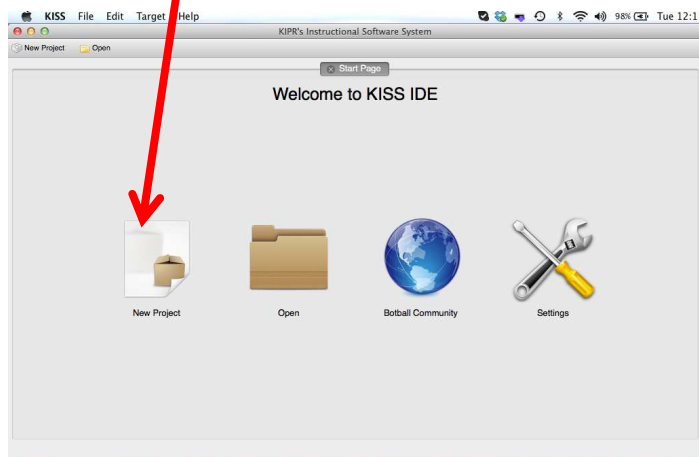 KISS File Edit Target Help 98% Tue 12:1
KIPR's Instructional Software System
New Project Open
Start Page
Welcome to KISS IDE
New Project Open Botball Community Settings